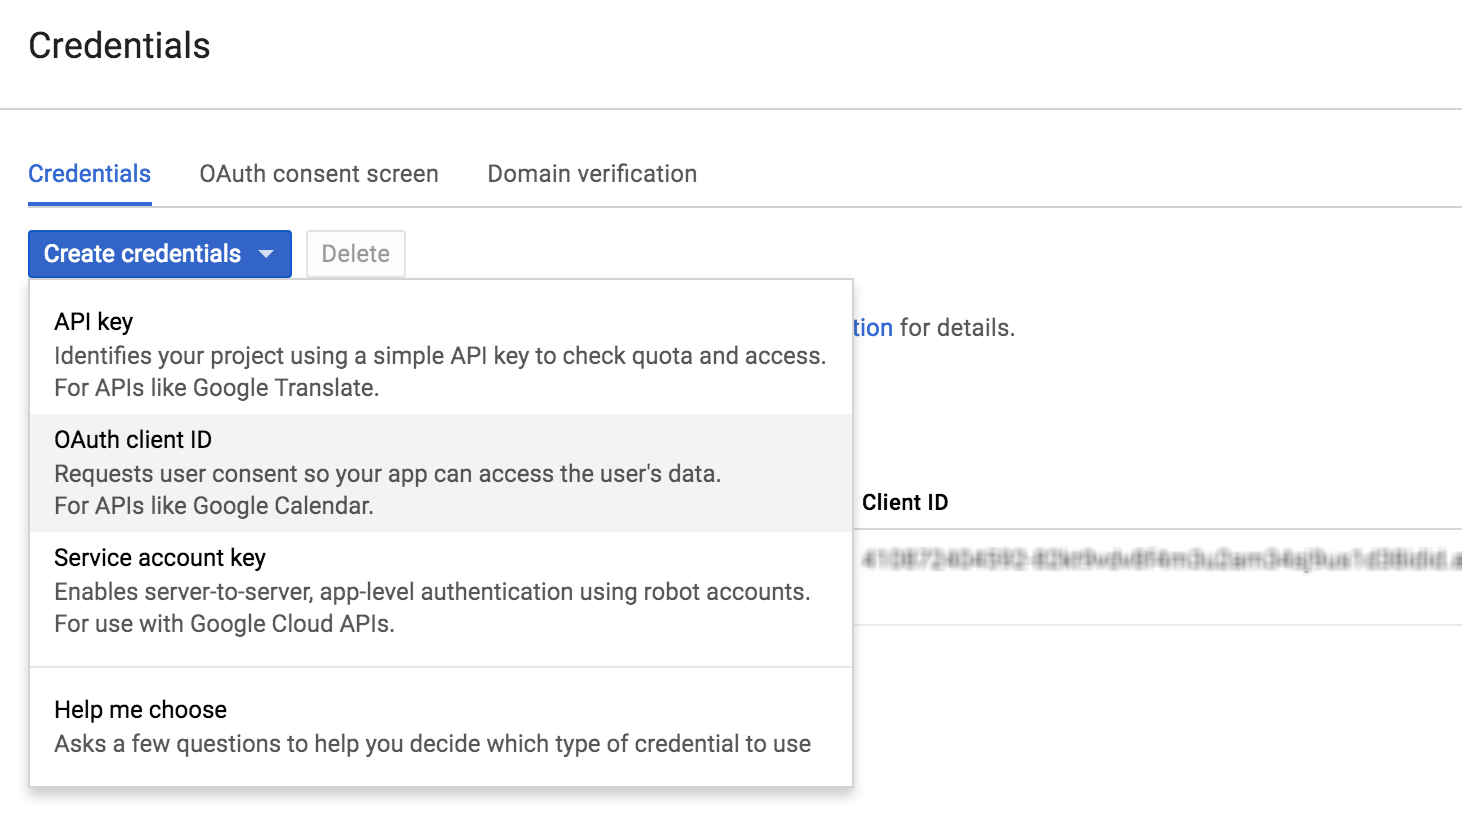 Credentials
Credentials OAuth consent screen Domain verification
Create credentials Delete
API key
Identifies your project using a simple API key to check quota and access.
For APIs like Google Translate.
tion for details.
OAuth client ID
Requests user consent so your app can access the user's data.
For APIs like Google Calendar.
Client ID
Service account key
Enables server-to-server, app-level authentication using robot accounts.
For use with Google Cloud APIs.
Help me choose
Asks a few questions to help you decide which type of credential to use